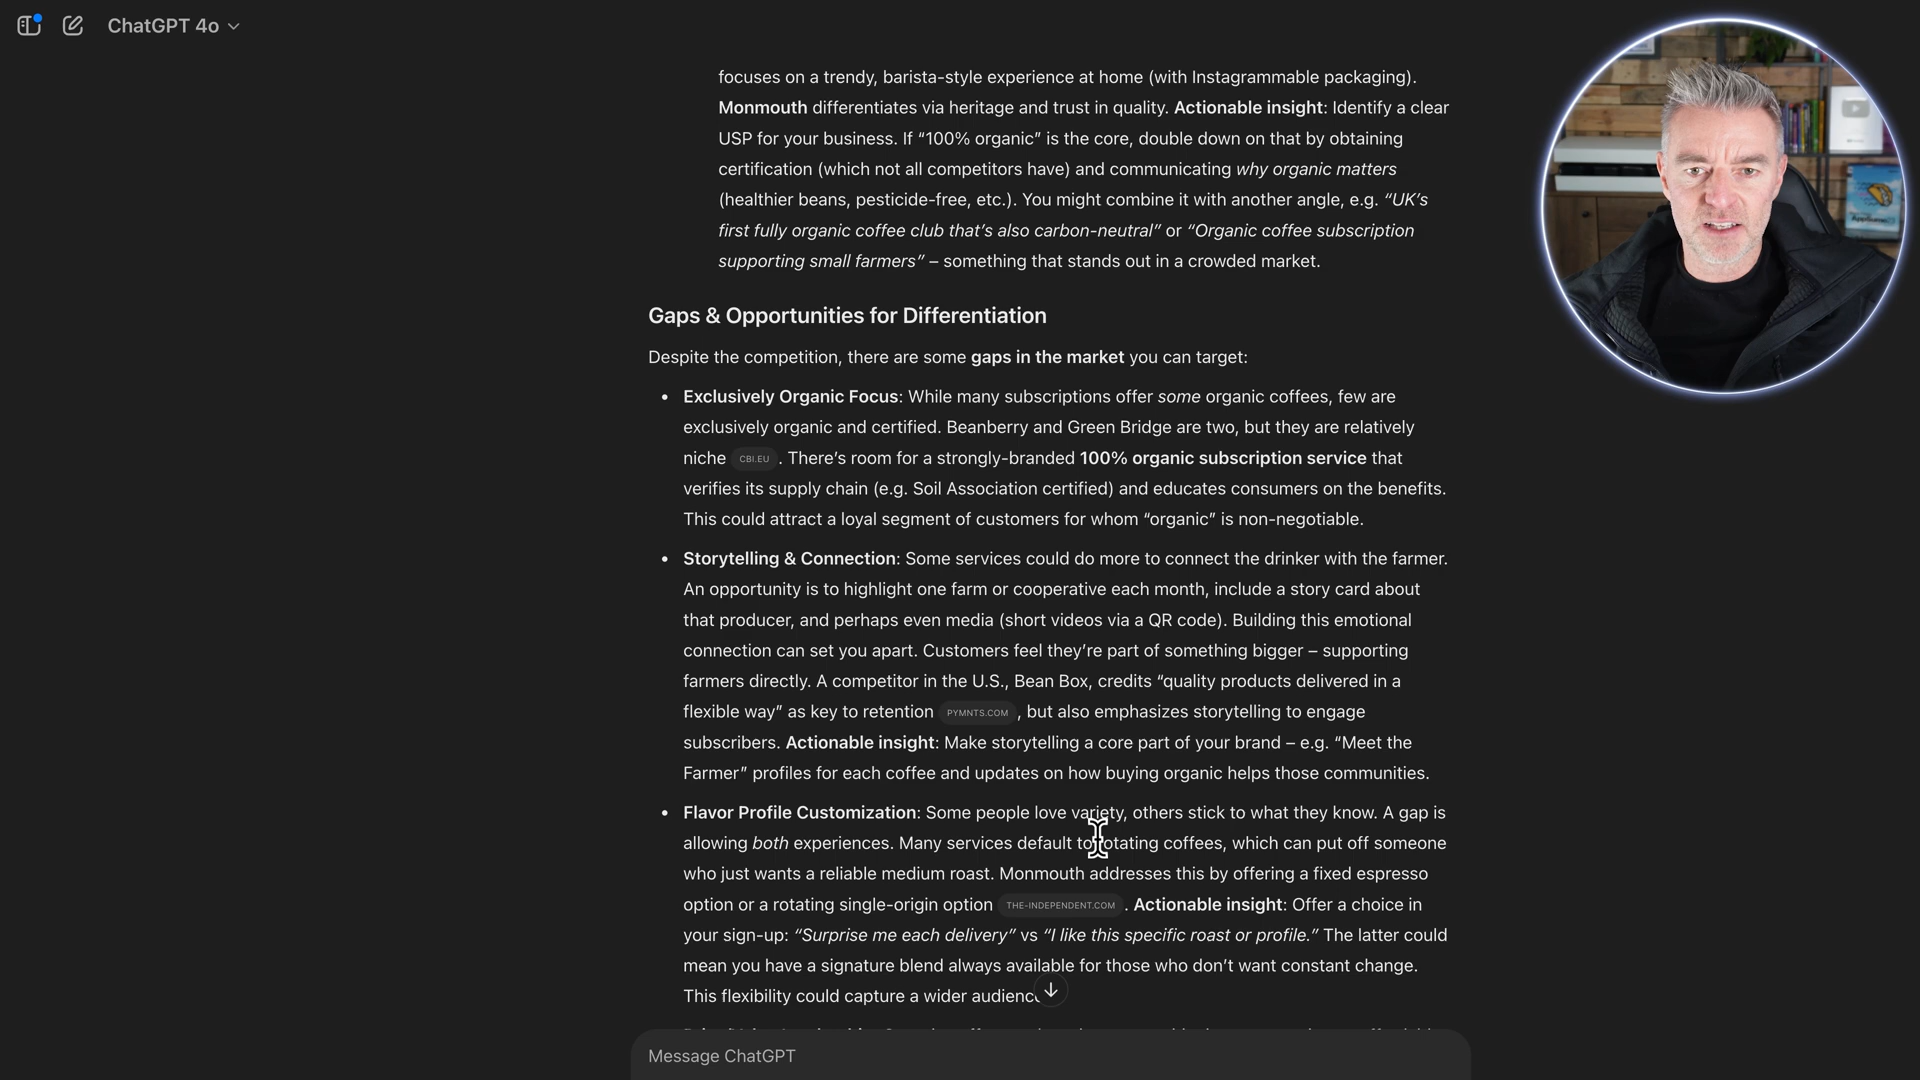 ChatGPT 4o
focuses on a trendy, barista-style experience at home (with Instagrammable packaging).
Monmouth differentiates via heritage and trust in quality. Actionable insight: Identify a clear
USP for your business. If “100% organic” is the core, double down on that by obtaining
certification (which not all competitors have) and communicating why organic matters
(healthier beans, pesticide-free, etc.). You might combine it with another angle, e.g. “UK’s
first fully organic coffee club that’s also carbon-neutral” or “Organic coffee subscription
supporting small farmers” – something that stands out in a crowded market.
Gaps & Opportunities for Differentiation
Despite the competition, there are some gaps in the market you can target:
• Exclusively Organic Focus: While many subscriptions offer some organic coffees, few are
exclusively organic and certified. Beanberry and Green Bridge are two, but they are relatively
niche CBI.EU . There’s room for a strongly-branded 100% organic subscription service that
verifies its supply chain (e.g. Soil Association certified) and educates consumers on the benefits.
This could attract a loyal segment of customers for whom “organic” is non-negotiable.
• Storytelling & Connection: Some services could do more to connect the drinker with the farmer.
An opportunity is to highlight one farm or cooperative each month, include a story card about
that producer, and perhaps even media (short videos via a QR code). Building this emotional
connection can set you apart. Customers feel they’re part of something bigger – supporting
farmers directly. A competitor in the U.S., Bean Box, credits “quality products delivered in a
flexible way” as key to retention PYMNTS.COM , but also emphasizes storytelling to engage
subscribers. Actionable insight: Make storytelling a core part of your brand – e.g. “Meet the
Farmer” profiles for each coffee and updates on how buying organic helps those communities.
• Flavor Profile Customization: Some people love variety, others stick to what they know. A gap is
allowing both experiences. Many services default to rotating coffees, which can put off someone
who just wants a reliable medium roast. Monmouth addresses this by offering a fixed espresso
option or a rotating single-origin option THE-INDEPENDENT.COM . Actionable insight: Offer a choice in
your sign-up: “Surprise me each delivery” vs “I like this specific roast or profile.” The latter could
mean you have a signature blend always available for those who don’t want constant change.
This flexibility could capture a wider audience
Message ChatGPT